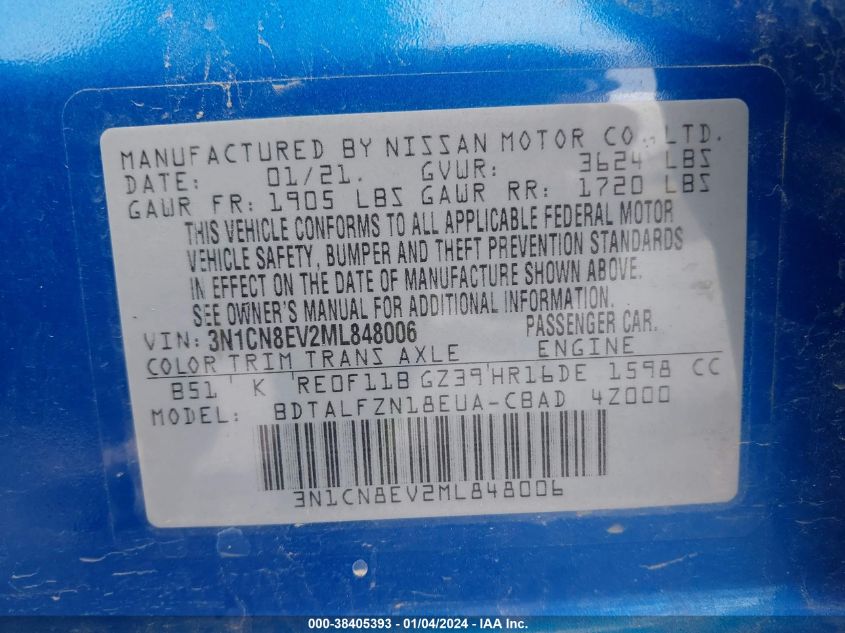 MANUFACTURED BY NISSAN MOTOR CO., LTD.
DATE: 01/21. GVWR: 3624 LBS
GAWR FR: 1905 LBS GAWR RR: 1720 LBS
THIS VEHICLE CONFORMS TO ALL APPLICABLE FEDERAL MOTOR
VEHICLE SAFETY, BUMPER AND THEFT PREVENTION STANDARDS
IN EFFECT ON THE DATE OF MANUFACTURE SHOWN ABOVE.
SEE OWNER'S MANUAL FOR ADDITIONAL INFORMATION.
VIN: 3N1CN8EV2ML848006 PASSENGER CAR.
COLOR TRIM TRANS AXLE ENGINE
B51 K RE0F11B GZ39 HR16DE 1598 CC
MODEL: BDTALFZN18EUA-CBAD 4Z000
3N1CN8EV2ML848006
000-38405393 - 01/04/2024 - IAA, Inc.